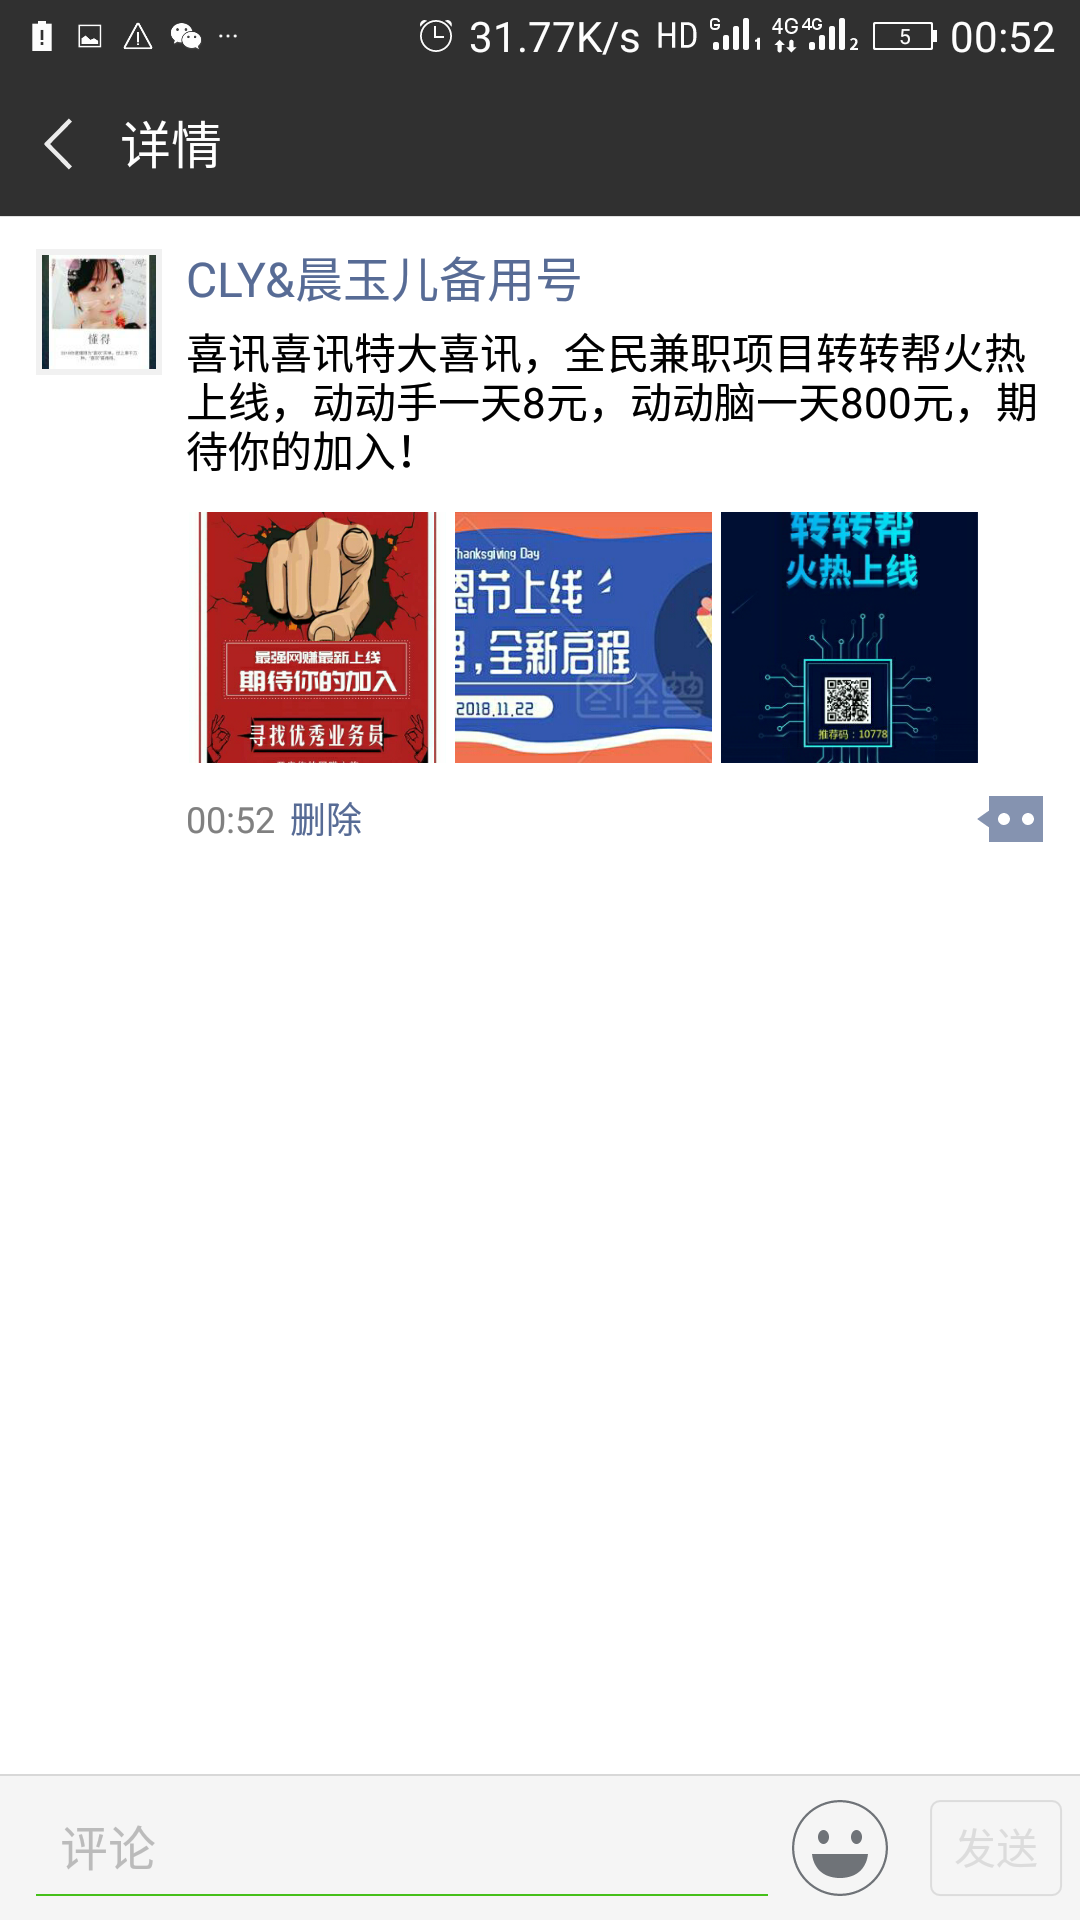 31.77K/s HD G 1 4G 4G 2 5 00:52
详情
CLY&晨玉儿备用号
懂得
喜讯喜讯特大喜讯，全民兼职项目转转帮火热
上线，动动手一天8元，动动脑一天800元，期
待你的加入！
最强网赚最新上线
期待你的加入
寻找优秀业务员
Thanksgiving Day
恩节上线
,全新启程
图怪兽
2018.11.22
转转帮
火热上线
推荐码：10778
00:52 删除
评论
发送